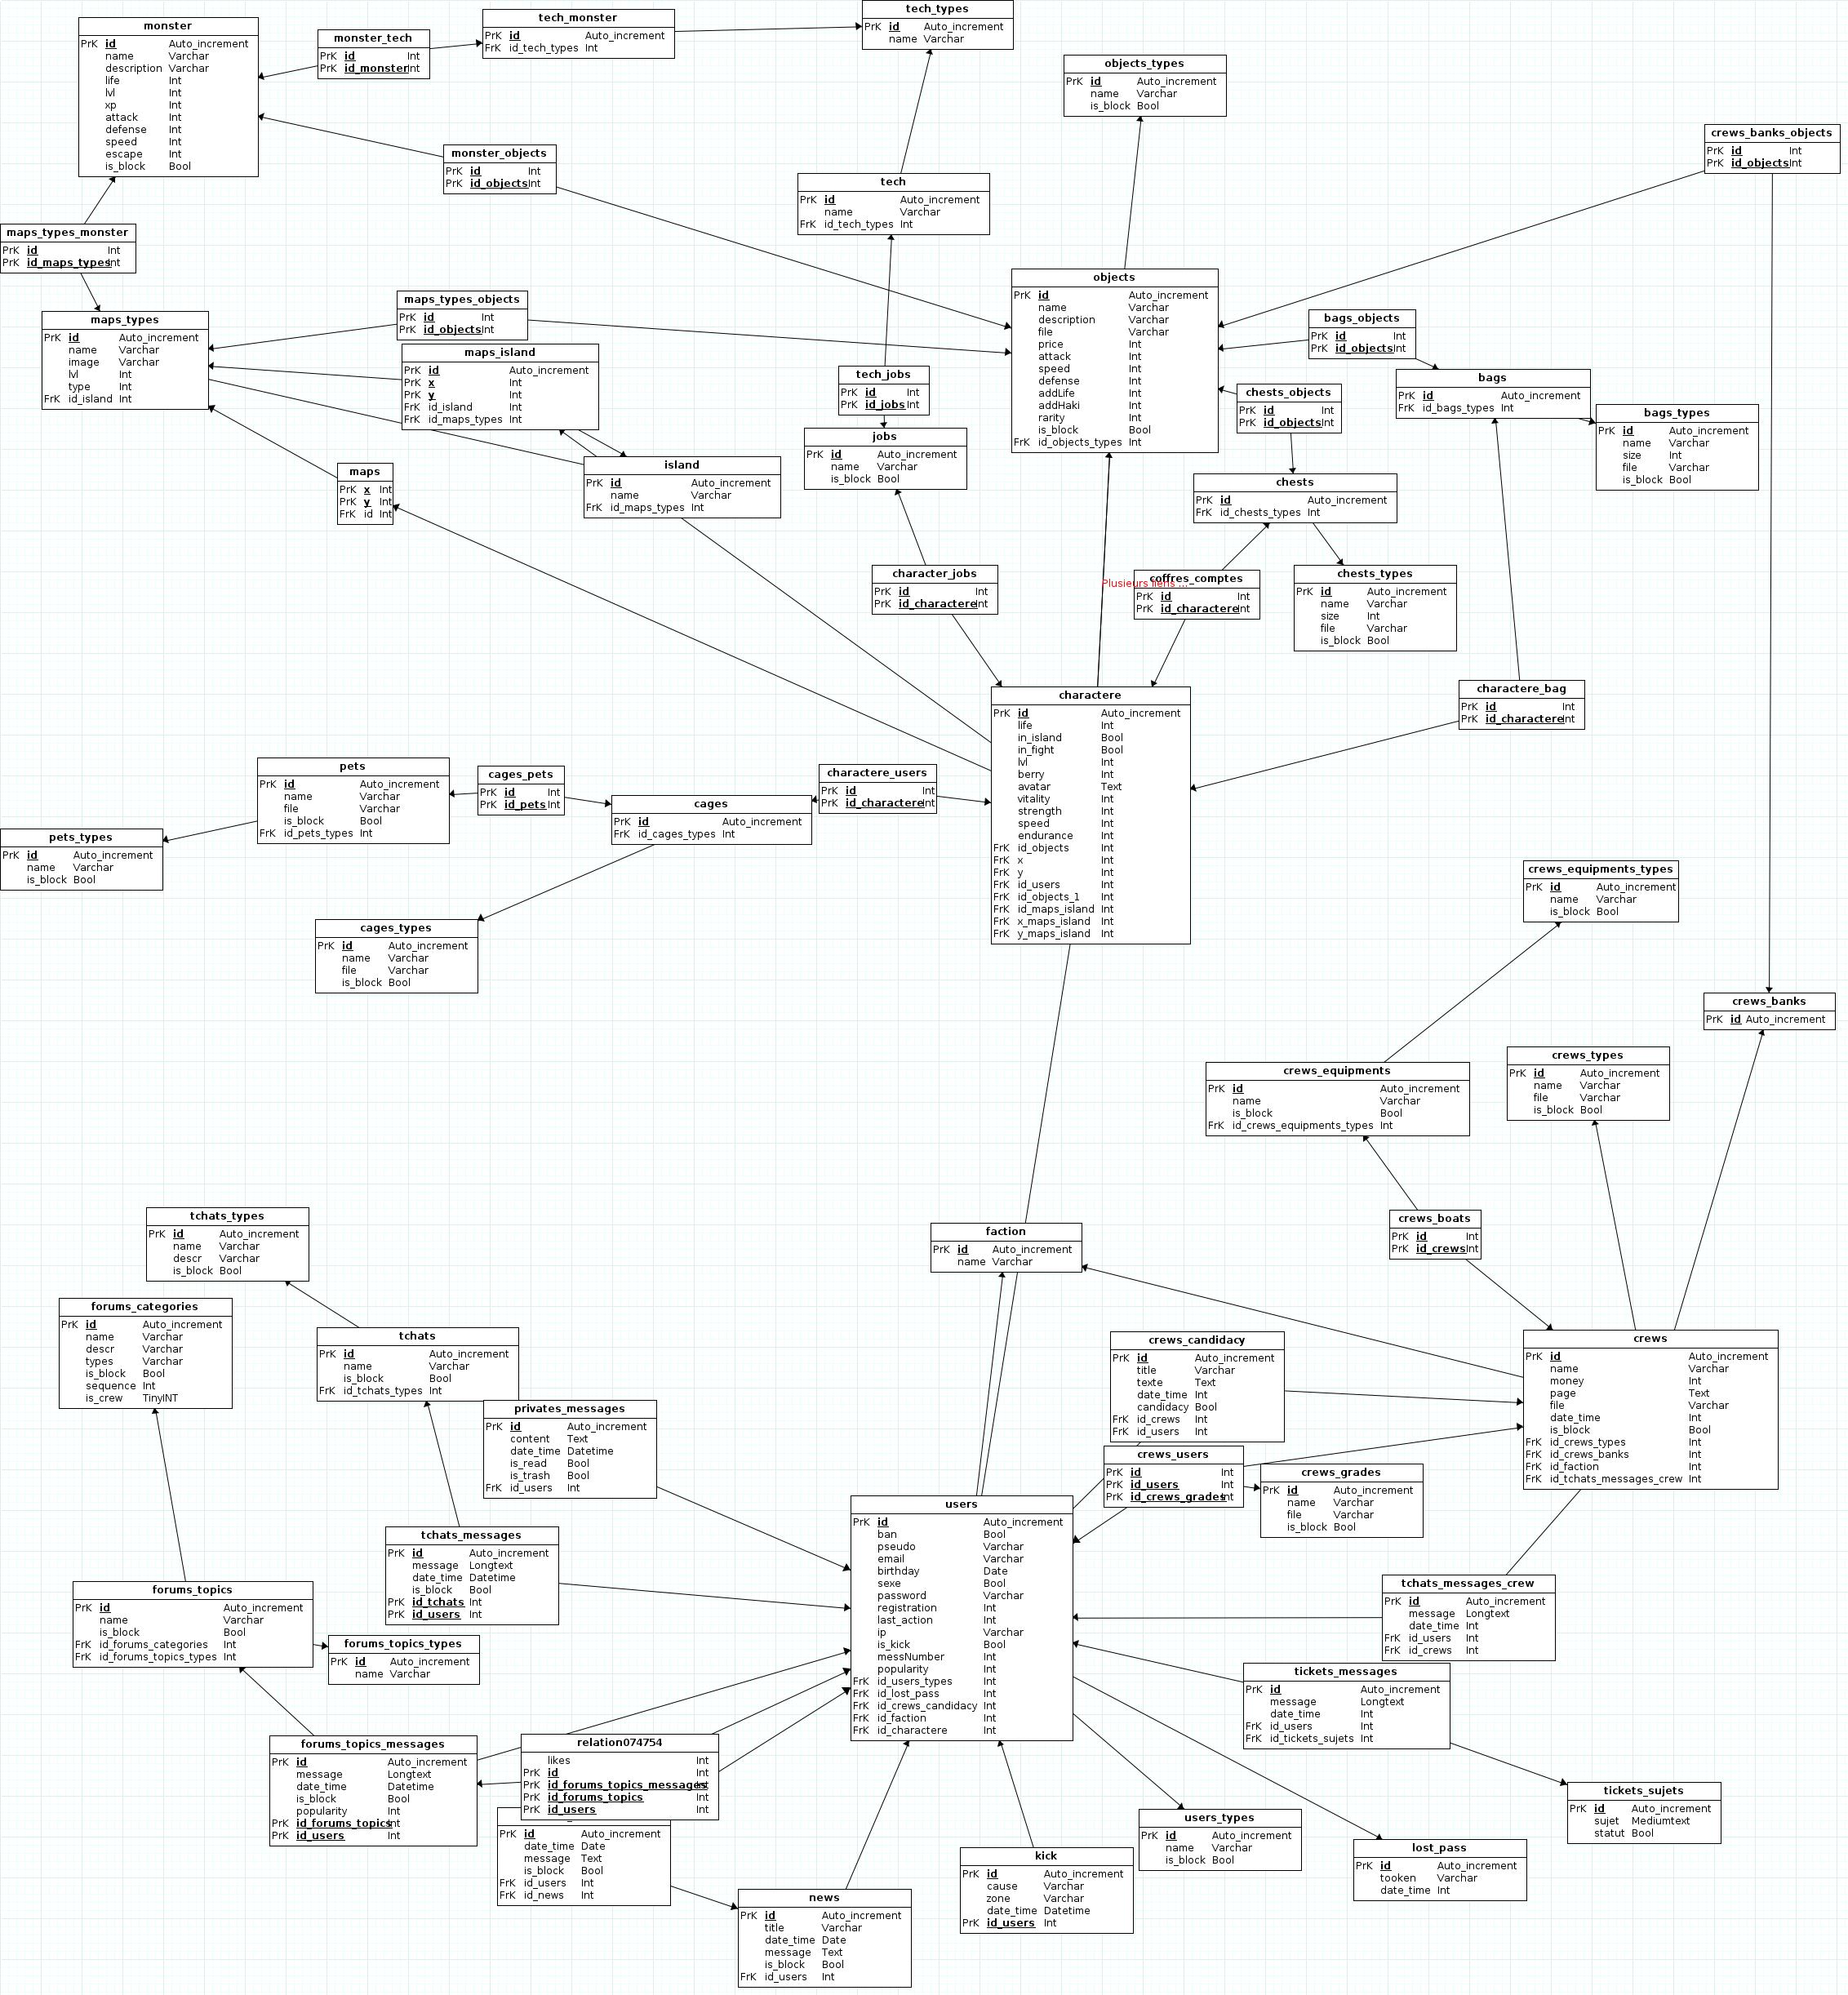 monster
PrK id Auto_increment
name Varchar
description Varchar
life Int
lvl Int
xp Int
attack Int
defense Int
speed Int
escape Int
is_block Bool
monster_tech
PrK id Int
PrK id_monster Int
tech_monster
PrK id Auto_increment
FrK id_tech_types Int
tech_types
PrK id Auto_increment
name Varchar
objects_types
PrK id Auto_increment
name Varchar
is_block Bool
crews_banks_objects
PrK id Int
PrK id_objects Int
monster_objects
PrK id Int
PrK id_objects Int
tech
PrK id Auto_increment
name Varchar
FrK id_tech_types Int
maps_types_monster
PrK id Int
PrK id_maps_types Int
maps_types
PrK id Auto_increment
name Varchar
image Varchar
lvl Int
type Int
FrK id_island Int
maps_types_objects
PrK id Int
PrK id_objects Int
maps_island
PrK id Auto_increment
PrK x Int
PrK y Int
FrK id_island Int
FrK id_maps_types Int
objects
PrK id Auto_increment
name Varchar
description Varchar
file Varchar
price Int
attack Int
speed Int
defense Int
addLife Int
addHaki Int
rarity Int
is_block Bool
FrK id_objects_types Int
bags_objects
PrK id Int
PrK id_objects Int
bags
PrK id Auto_increment
FrK id_bags_types Int
bags_types
PrK id Auto_increment
name Varchar
size Int
file Varchar
is_block Bool
tech_jobs
PrK id Int
PrK id_jobs Int
chests_objects
PrK id Int
PrK id_objects Int
jobs
PrK id Auto_increment
name Varchar
is_block Bool
maps
PrK x Int
PrK y Int
FrK id Int
island
PrK id Auto_increment
name Varchar
FrK id_maps_types Int
chests
PrK id Auto_increment
FrK id_chests_types Int
character_jobs
PrK id Int
PrK id_charactere Int
Plusieurs liens ...
coffres_comptes
PrK id Int
PrK id_charactere Int
chests_types
PrK id Auto_increment
name Varchar
size Int
file Varchar
is_block Bool
charactere
PrK id Auto_increment
life Int
in_island Bool
in_fight Bool
lvl Int
berry Int
avatar Text
vitality Int
strength Int
speed Int
endurance Int
FrK id_objects Int
FrK x Int
FrK y Int
FrK id_users Int
FrK id_objects_1 Int
FrK id_maps_island Int
FrK x_maps_island Int
FrK y_maps_island Int
charactere_bag
PrK id Int
PrK id_charactere Int
pets
PrK id Auto_increment
name Varchar
file Varchar
is_block Bool
FrK id_pets_types Int
cages_pets
PrK id Int
PrK id_pets Int
cages
PrK id Auto_increment
FrK id_cages_types Int
charactere_users
PrK id Int
PrK id_charactere Int
pets_types
PrK id Auto_increment
name Varchar
is_block Bool
cages_types
PrK id Auto_increment
name Varchar
file Varchar
is_block Bool
crews_equipments_types
PrK id Auto_increment
name Varchar
is_block Bool
crews_banks
PrK id Auto_increment
crews_equipments
PrK id Auto_increment
name Varchar
is_block Bool
FrK id_crews_equipments_types Int
crews_types
PrK id Auto_increment
name Varchar
file Varchar
is_block Bool
tchats_types
PrK id Auto_increment
name Varchar
descr Varchar
is_block Bool
faction
PrK id Auto_increment
name Varchar
crews_boats
PrK id Int
PrK id_crews Int
forums_categories
PrK id Auto_increment
name Varchar
descr Varchar
types Varchar
is_block Bool
sequence Int
is_crew TinyINT
tchats
PrK id Auto_increment
name Varchar
is_block Bool
FrK id_tchats_types Int
crews_candidacy
PrK id Auto_increment
title Varchar
texte Text
date_time Int
candidacy Bool
FrK id_crews Int
FrK id_users Int
crews
PrK id Auto_increment
name Varchar
money Int
page Text
file Varchar
date_time Int
is_block Bool
FrK id_crews_types Int
FrK id_crews_banks Int
FrK id_faction Int
FrK id_tchats_messages_crew Int
privates_messages
PrK id Auto_increment
content Text
date_time Datetime
is_read Bool
is_trash Bool
FrK id_users Int
crews_users
PrK id Int
PrK id_users Int
PrK id_crews_grades Int
crews_grades
PrK id Auto_increment
name Varchar
file Varchar
is_block Bool
users
PrK id Auto_increment
ban Bool
pseudo Varchar
email Varchar
birthday Date
sexe Bool
password Varchar
registration Int
last_action Int
ip Varchar
is_kick Bool
messNumber Int
popularity Int
FrK id_users_types Int
FrK id_lost_pass Int
FrK id_crews_candidacy Int
FrK id_faction Int
FrK id_charactere Int
tchats_messages
PrK id Auto_increment
message Longtext
date_time Datetime
is_block Bool
PrK id_tchats Int
PrK id_users Int
forums_topics
PrK id Auto_increment
name Varchar
is_block Bool
FrK id_forums_categories Int
FrK id_forums_topics_types Int
forums_topics_types
PrK id Auto_increment
name Varchar
tchats_messages_crew
PrK id Auto_increment
message Longtext
date_time Int
FrK id_users Int
FrK id_crews Int
tickets_messages
PrK id Auto_increment
message Longtext
date_time Int
FrK id_users Int
FrK id_tickets_sujets Int
forums_topics_messages
PrK id Auto_increment
message Longtext
date_time Datetime
is_block Bool
popularity Int
PrK id_forums_topics Int
PrK id_users Int
relation074754
likes Int
PrK id Int
PrK id_forums_topics_messages Int
PrK id_forums_topics Int
PrK id_users Int
PrK id Auto_increment
date_time Date
message Text
is_block Bool
FrK id_users Int
FrK id_news Int
tickets_sujets
PrK id Auto_increment
sujet Mediumtext
statut Bool
users_types
PrK id Auto_increment
name Varchar
is_block Bool
lost_pass
PrK id Auto_increment
tooken Varchar
date_time Int
kick
PrK id Auto_increment
cause Varchar
zone Varchar
date_time Datetime
PrK id_users Int
news
PrK id Auto_increment
title Varchar
date_time Date
message Text
is_block Bool
FrK id_users Int